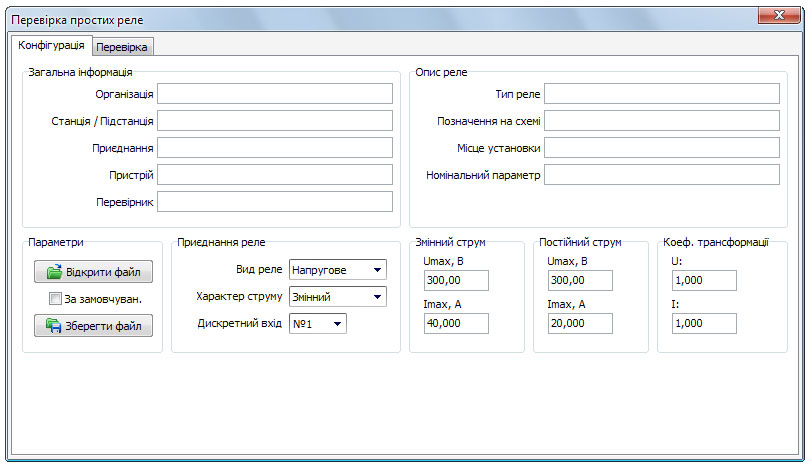 Перевірка простих реле
Конфігурація
Перевірка
Загальна інформація
Організація
Станція / Підстанція
Приєднання
Пристрій
Перевірник
Опис реле
Тип реле
Позначення на схемі
Місце установки
Номінальний параметр
Параметри
Відкрити файл
За замовчуван.
Зберегти файл
Приєднання реле
Вид реле Напругове
Характер струму Змінний
Дискретний вхід №1
Змінний струм
Umax, В
300,00
Imax, А
40,000
Постійний струм
Umax, В
300,00
Imax, А
20,000
Коеф. трансформації
U:
1,000
I:
1,000